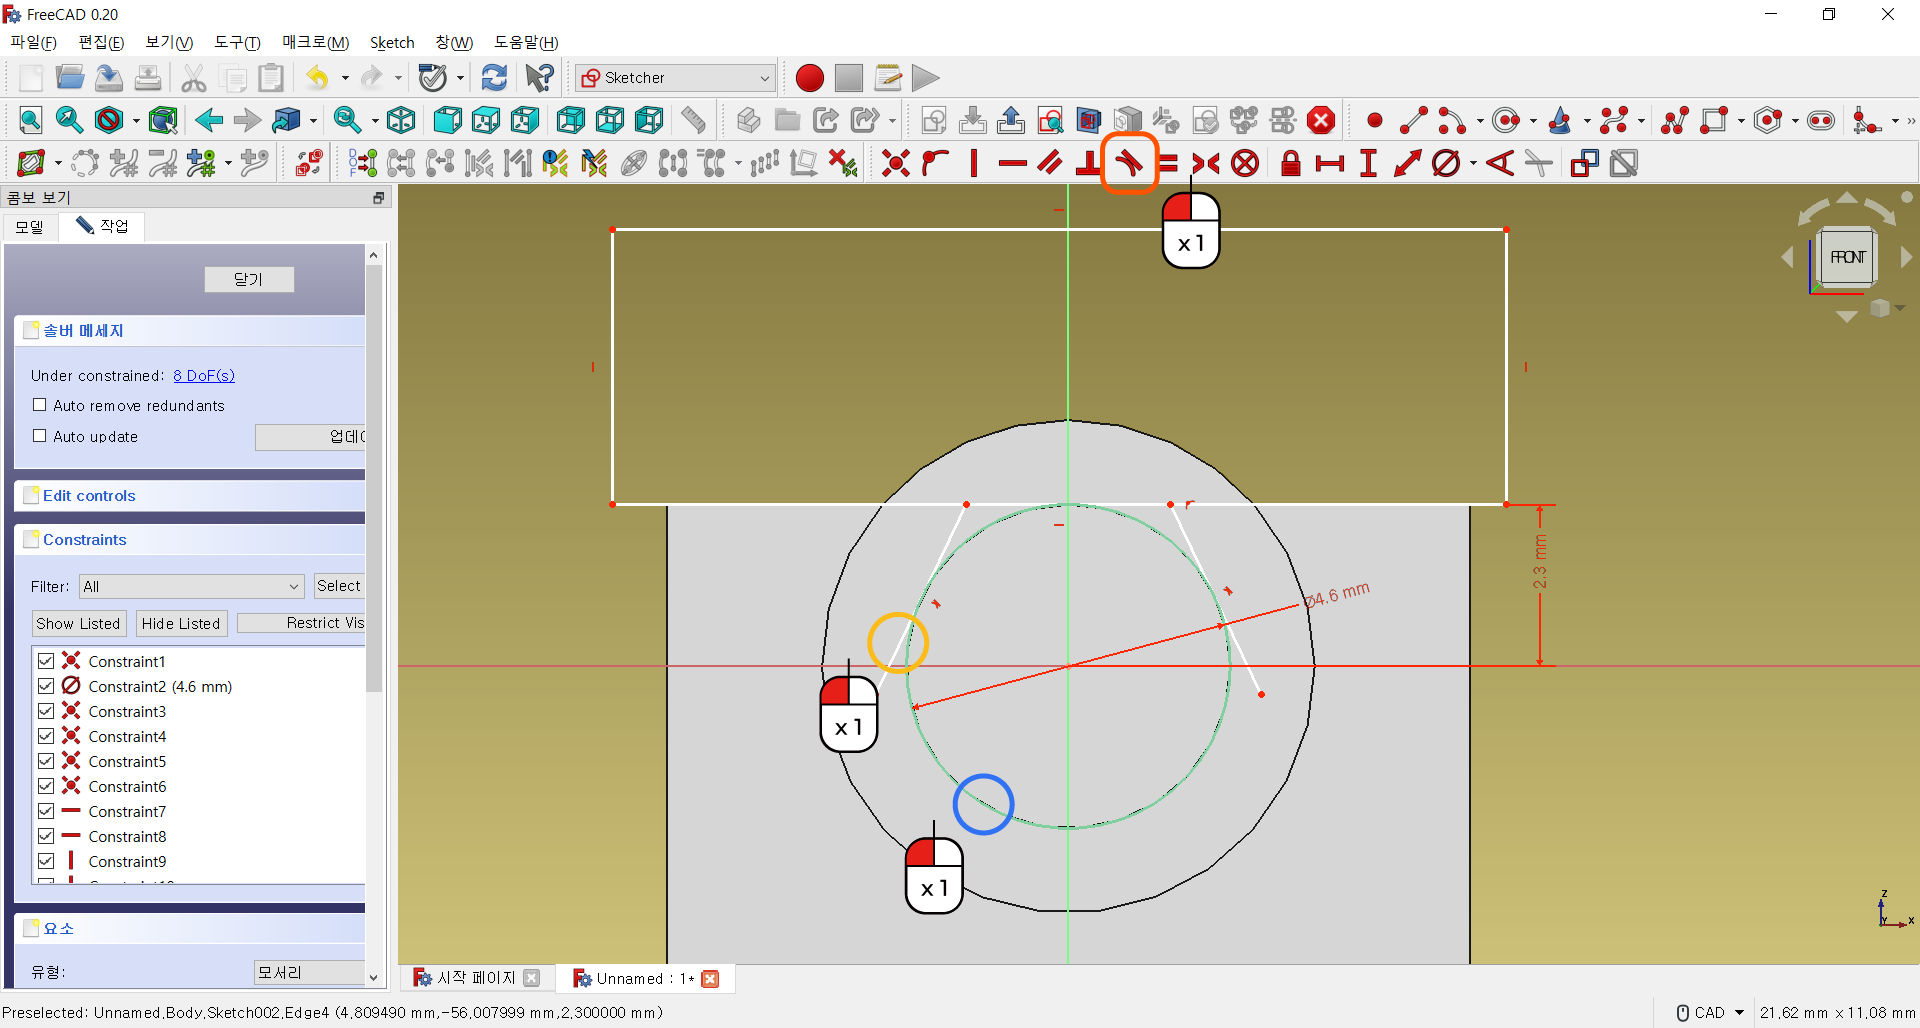 FreeCAD 0.20
파일(F) 편집(E) 보기(V) 도구(T) 매크로(M) Sketch 창(W) 도움말(H)
Sketcher
콤보 보기
모델 작업
닫기
솔버 메세지
Under constrained: 8 DoF(s)
Auto remove redundants
Auto update
Edit controls
Constraints
Filter: All Select
Show Listed Hide Listed Restrict Vis
Constraint1
Constraint2 (4.6 mm)
Constraint3
Constraint4
Constraint5
Constraint6
Constraint7
Constraint8
Constraint9
요소
유형: 모서리
x 1
FRONT
2.3 mm
Ø4.6 mm
x 1
x 1
Z
Y
X
시작 페이지 Unnamed : 1*
Preselected: Unnamed.Body.Sketch002.Edge4 (4.809490 mm,-56.007999 mm,2.300000 mm)
CAD 21.62 mm x 11.08 mm